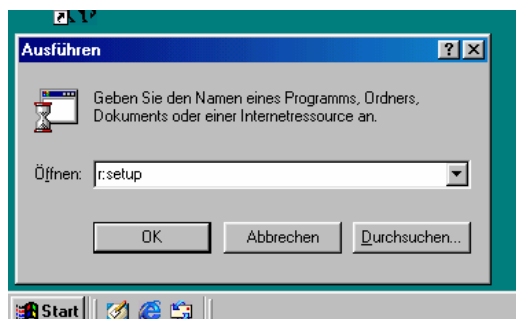 Ausführen
Geben Sie den Namen eines Programms, Ordners,
Dokuments oder einer Internetressource an.
Öffnen: r:setup
OK Abbrechen Durchsuchen...
Start